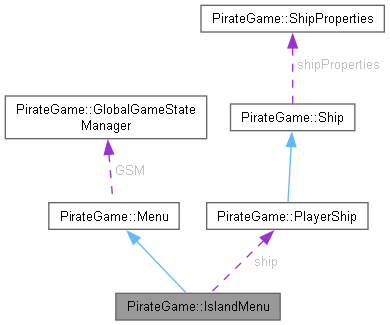 PirateGame::ShipProperties
shipProperties
PirateGame::GlobalGameState
Manager
PirateGame::Ship
GSM
PirateGame::Menu
PirateGame::PlayerShip
ship
PirateGame::IslandMenu